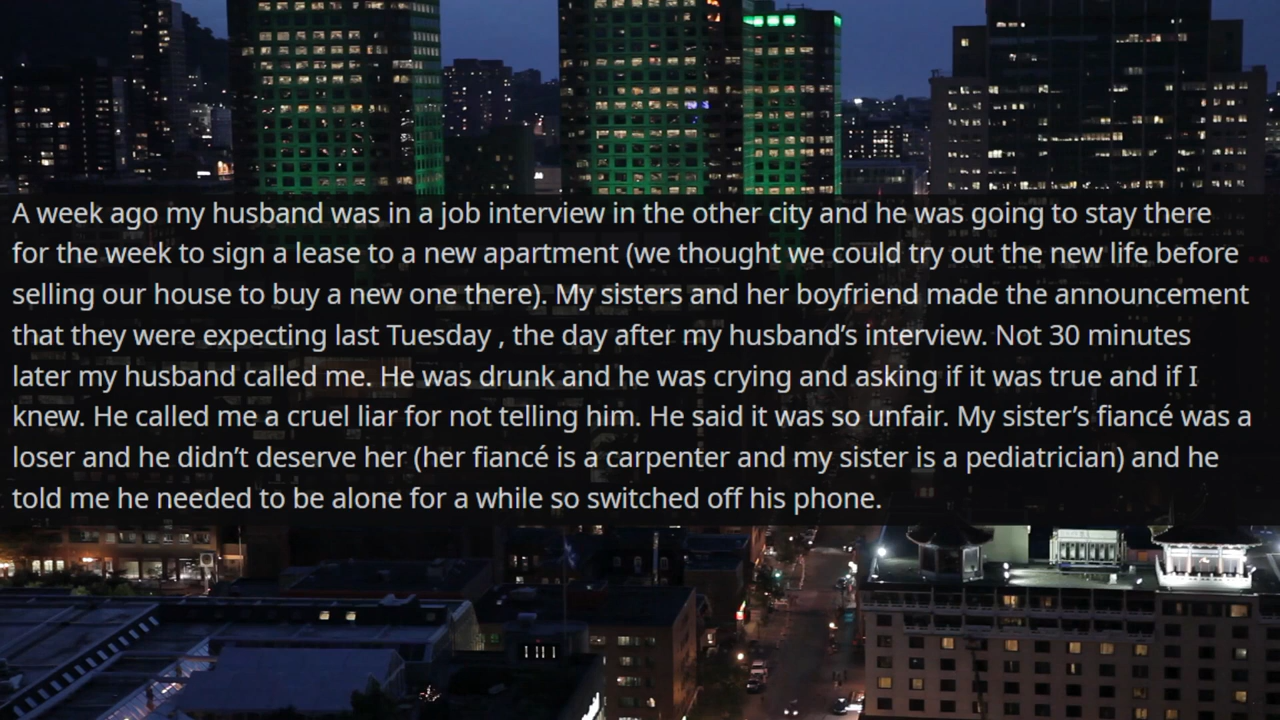 A week ago my husband was in a job interview in the other city and he was going to stay there
for the week to sign a lease to a new apartment (we thought we could try out the new life before
selling our house to buy a new one there). My sisters and her boyfriend made the announcement
that they were expecting last Tuesday , the day after my husband’s interview. Not 30 minutes
later my husband called me. He was drunk and he was crying and asking if it was true and if I
knew. He called me a cruel liar for not telling him. He said it was so unfair. My sister’s fiancé was a
loser and he didn’t deserve her (her fiancé is a carpenter and my sister is a pediatrician) and he
told me he needed to be alone for a while so switched off his phone.